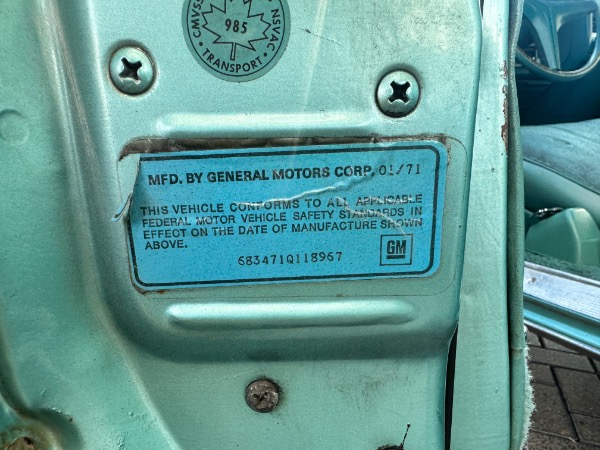 CMVSS
NSVAC
985
TRANSPORT
MFD. BY GENERAL MOTORS CORP. 01/71
THIS VEHICLE CONFORMS TO ALL APPLICABLE
FEDERAL MOTOR VEHICLE SAFETY STANDARDS IN
EFFECT ON THE DATE OF MANUFACTURE SHOWN
ABOVE.
GM
683471Q118967